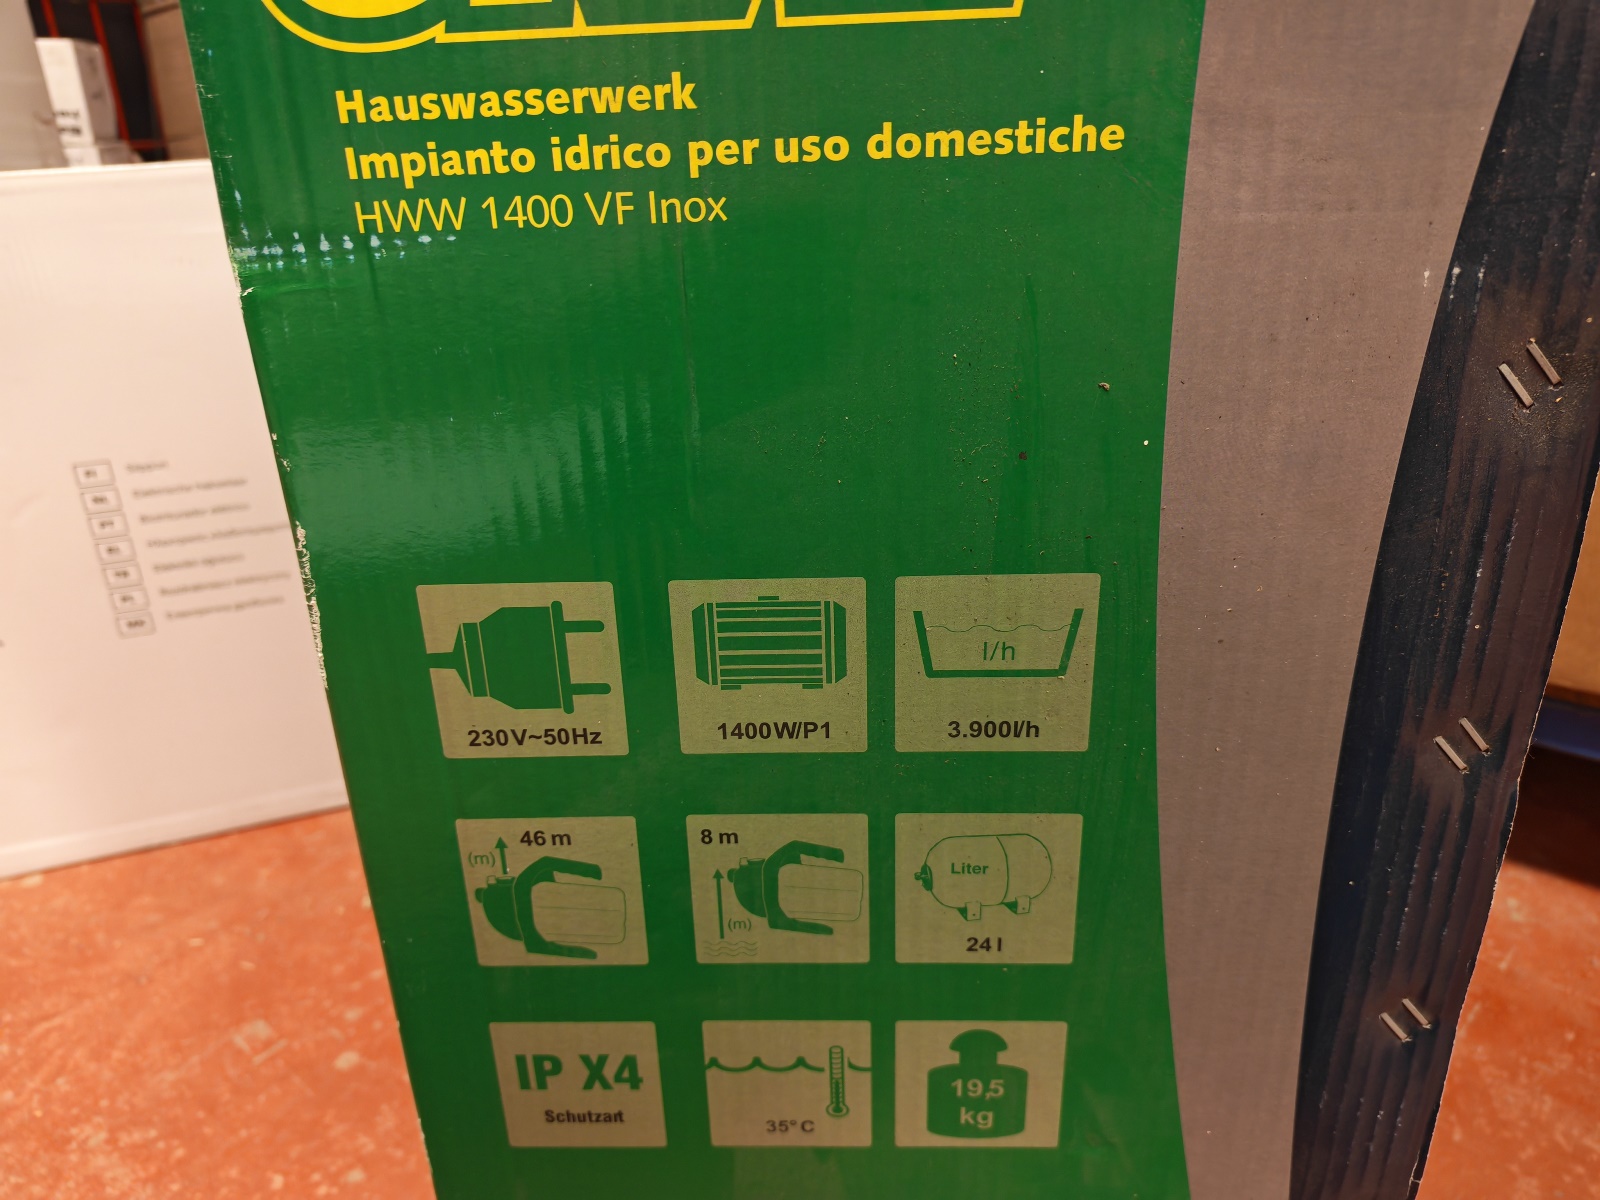 Hauswasserwerk
Impianto idrico per uso domestiche
HWW 1400 VF Inox
230V~50Hz
1400W/P1
l/h
3.900l/h
46 m
(m)
8 m
(m)
Liter
24 l
IP X4
Schutzart
35°C
19,5
kg